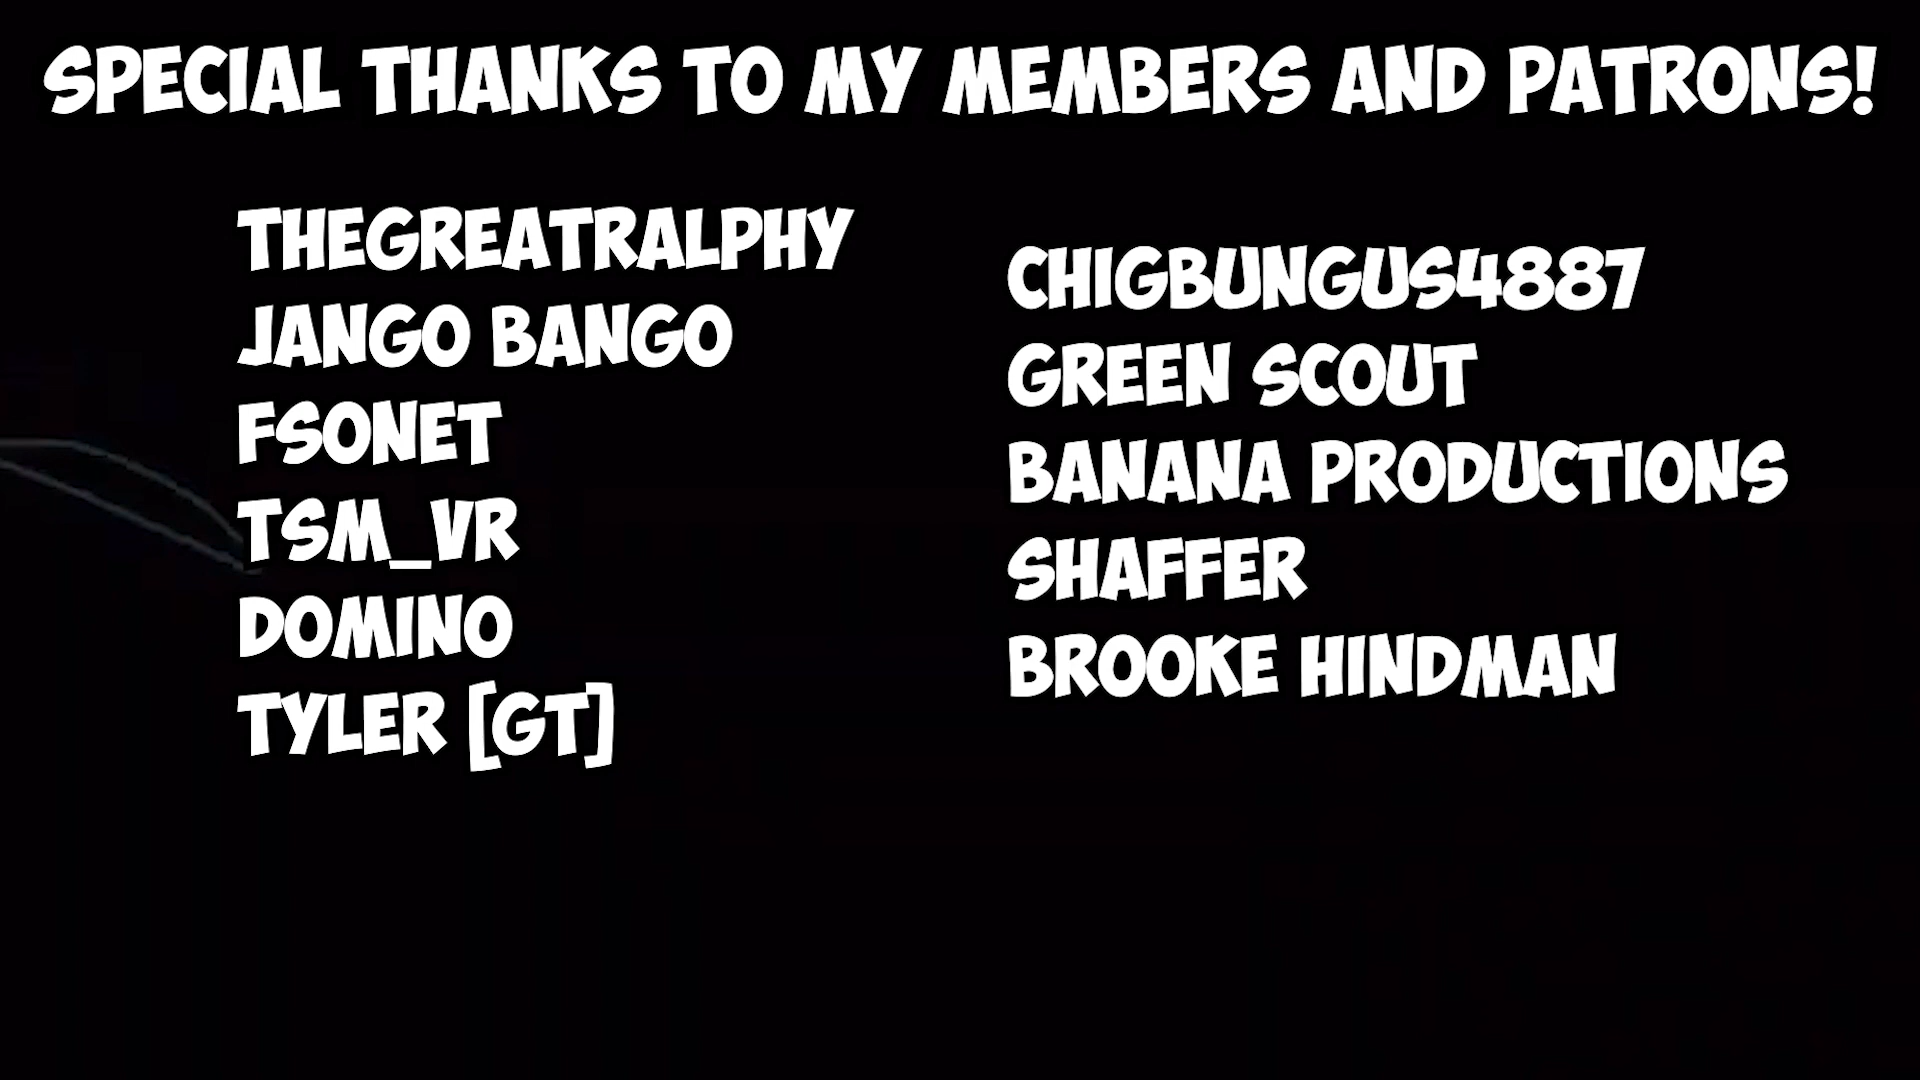 SPECIAL THANKS TO MY MEMBERS AND PATRONS!
THEGREATRALPHY
JANGO BANGO
FSONET
TSM_VR
DOMINO
TYLER [GT]
CHIGBUNGUS4887
GREEN SCOUT
BANANA PRODUCTIONS
SHAFFER
BROOKE HINDMAN